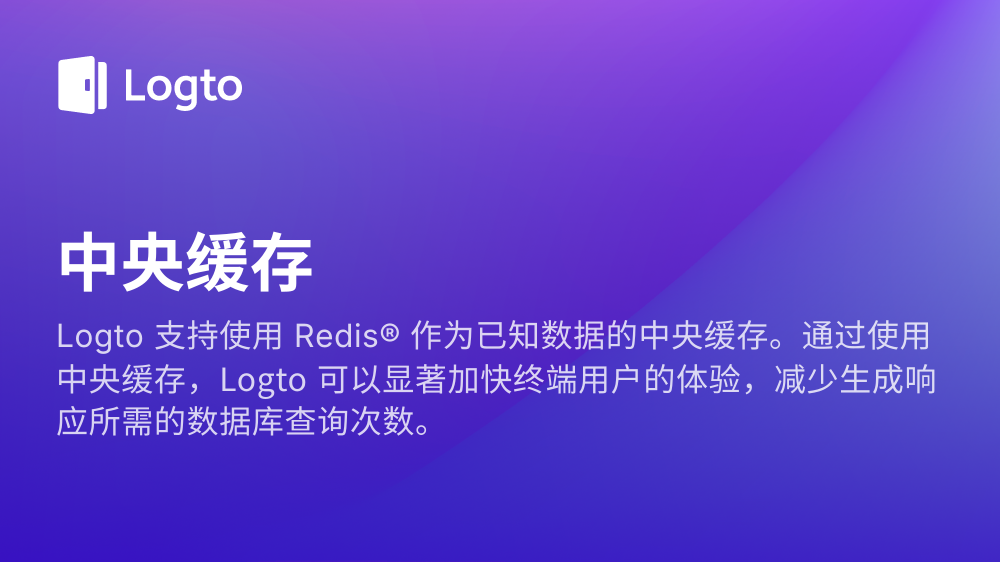 Logto
中央缓存
Logto 支持使用 Redis® 作为已知数据的中央缓存。通过使用
中央缓存，Logto 可以显著加快终端用户的体验，减少生成响
应所需的数据库查询次数。